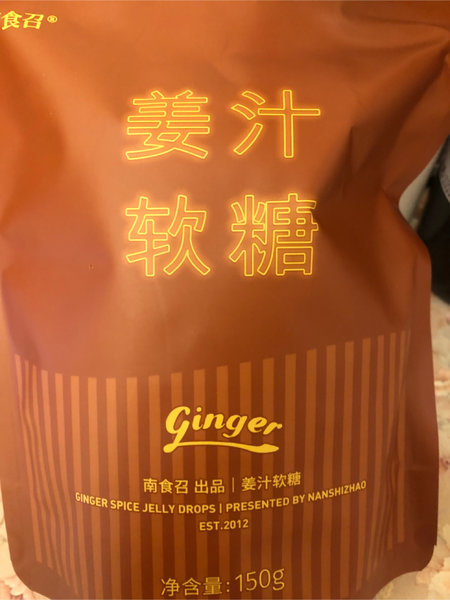 食召®
姜汁
软糖
Ginger
南食召 出品 | 姜汁软糖
GINGER SPICE JELLY DROPS | PRESENTED BY NANSHIZHAO
EST.2012
净含量:150g